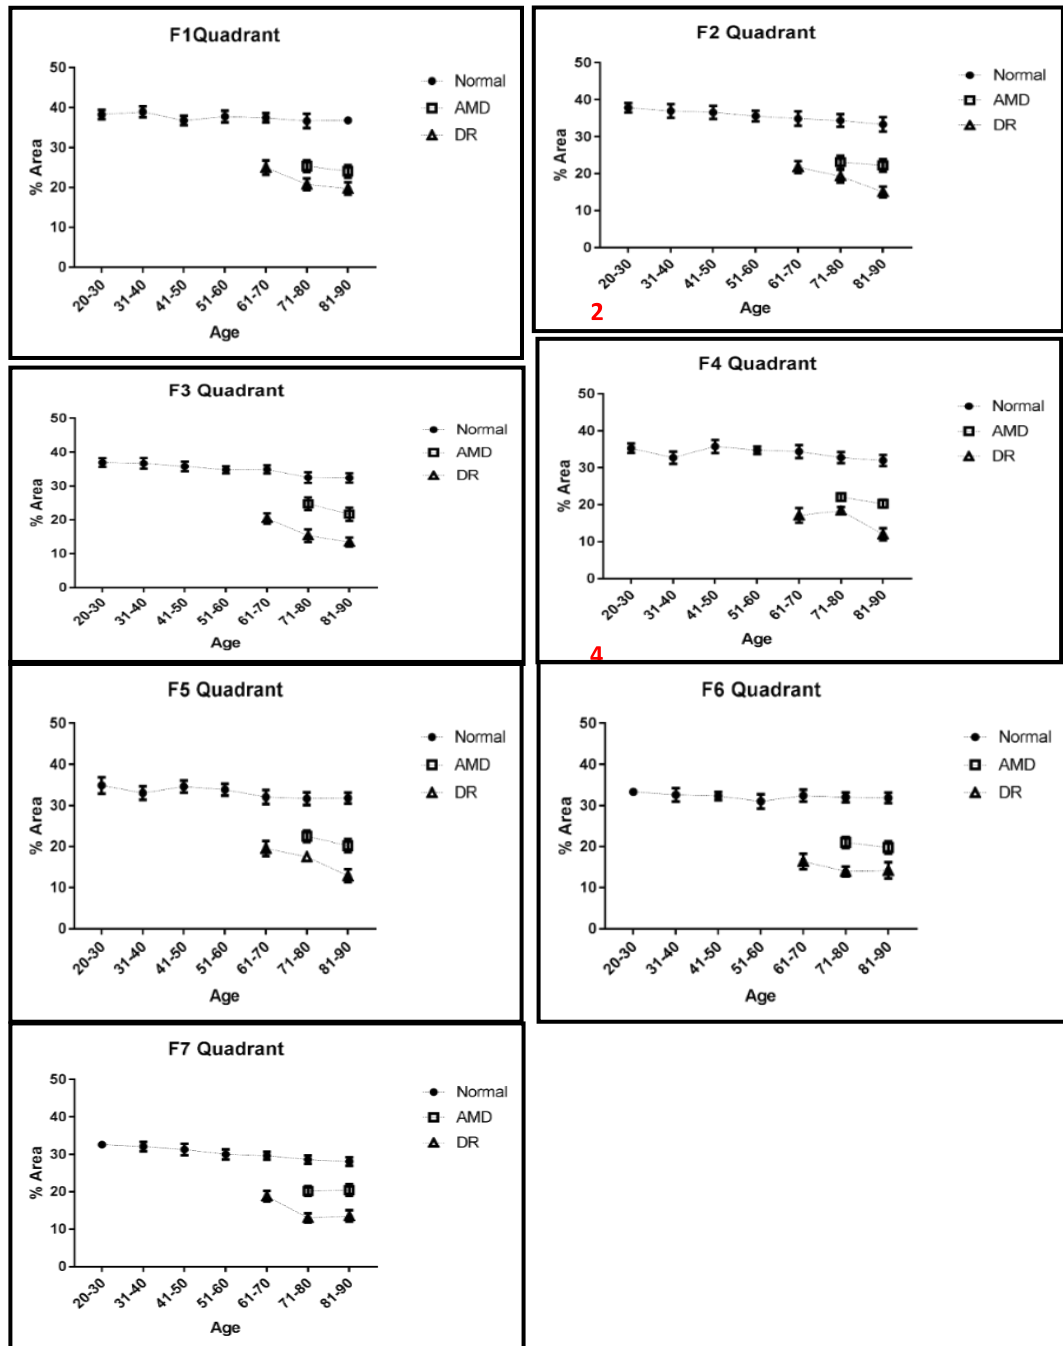 F1Quadrant
50
40
30
20
10
0
% Area
20-30
31-40
41-50
51-60
61-70
71-80
81-90
Age
Normal
AMD
DR
F2 Quadrant
50
40
30
20
10
0
% Area
20-30
31-40
41-50
51-60
61-70
71-80
81-90
Age
Normal
AMD
DR
2
F3 Quadrant
50
40
30
20
10
0
% Area
20-30
31-40
41-50
51-60
61-70
71-80
81-90
Age
Normal
AMD
DR
F4 Quadrant
50
40
30
20
10
0
% Area
20-30
31-40
41-50
51-60
61-70
71-80
81-90
Age
Normal
AMD
DR
4
F5 Quadrant
50
40
30
20
10
0
% Area
20-30
31-40
41-50
51-60
61-70
71-80
81-90
Age
Normal
AMD
DR
F6 Quadrant
50
40
30
20
10
0
% Area
20-30
31-40
41-50
51-60
61-70
71-80
81-90
Age
Normal
AMD
DR
F7 Quadrant
50
40
30
20
10
0
% Area
20-30
31-40
41-50
51-60
61-70
71-80
81-90
Age
Normal
AMD
DR